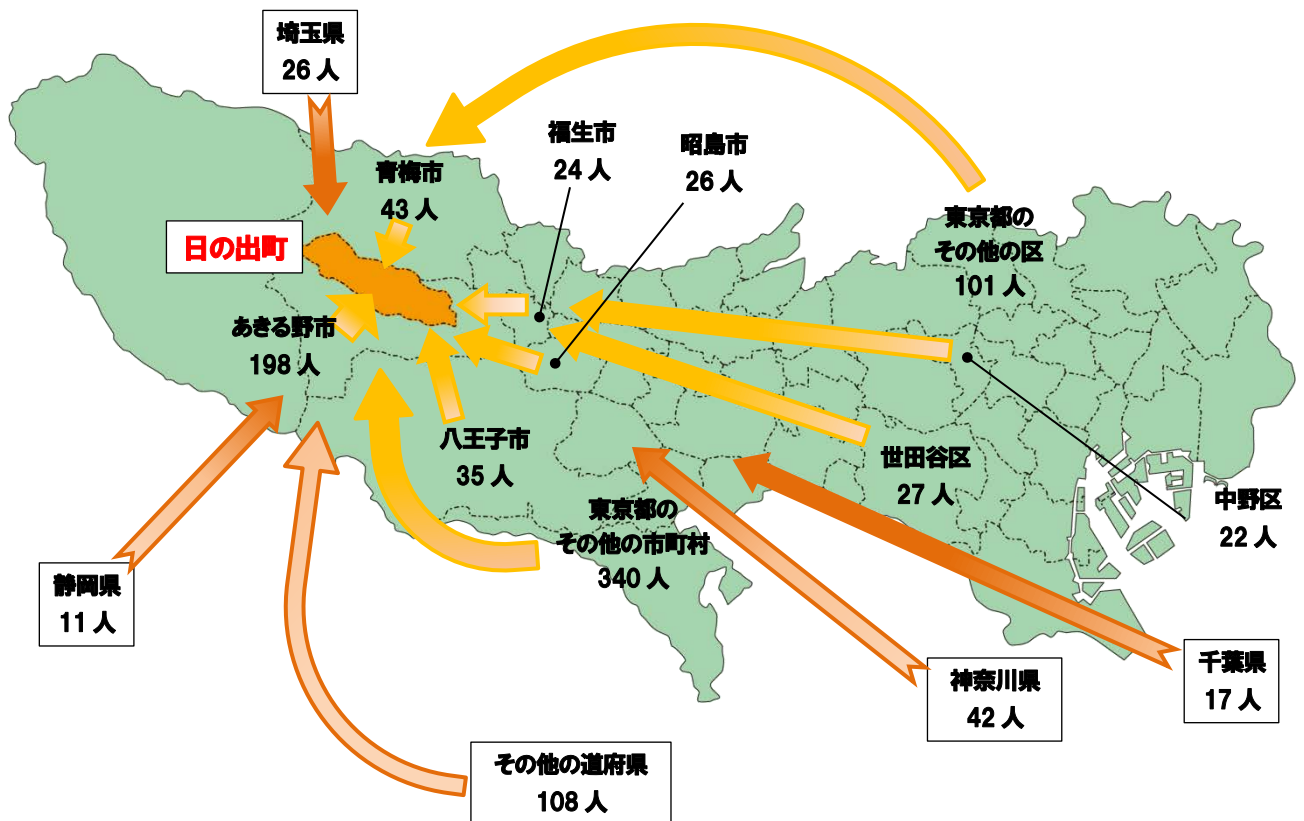 埼玉県
26 人
福生市
24 人
昭島市
26 人
青梅市
43 人
日の出町
東京都の
その他の区
101 人
あきる野市
198 人
八王子市
35 人
世田谷区
27 人
中野区
22 人
東京都の
その他の市町村
340 人
静岡県
11 人
神奈川県
42 人
千葉県
17 人
その他の道府県
108 人